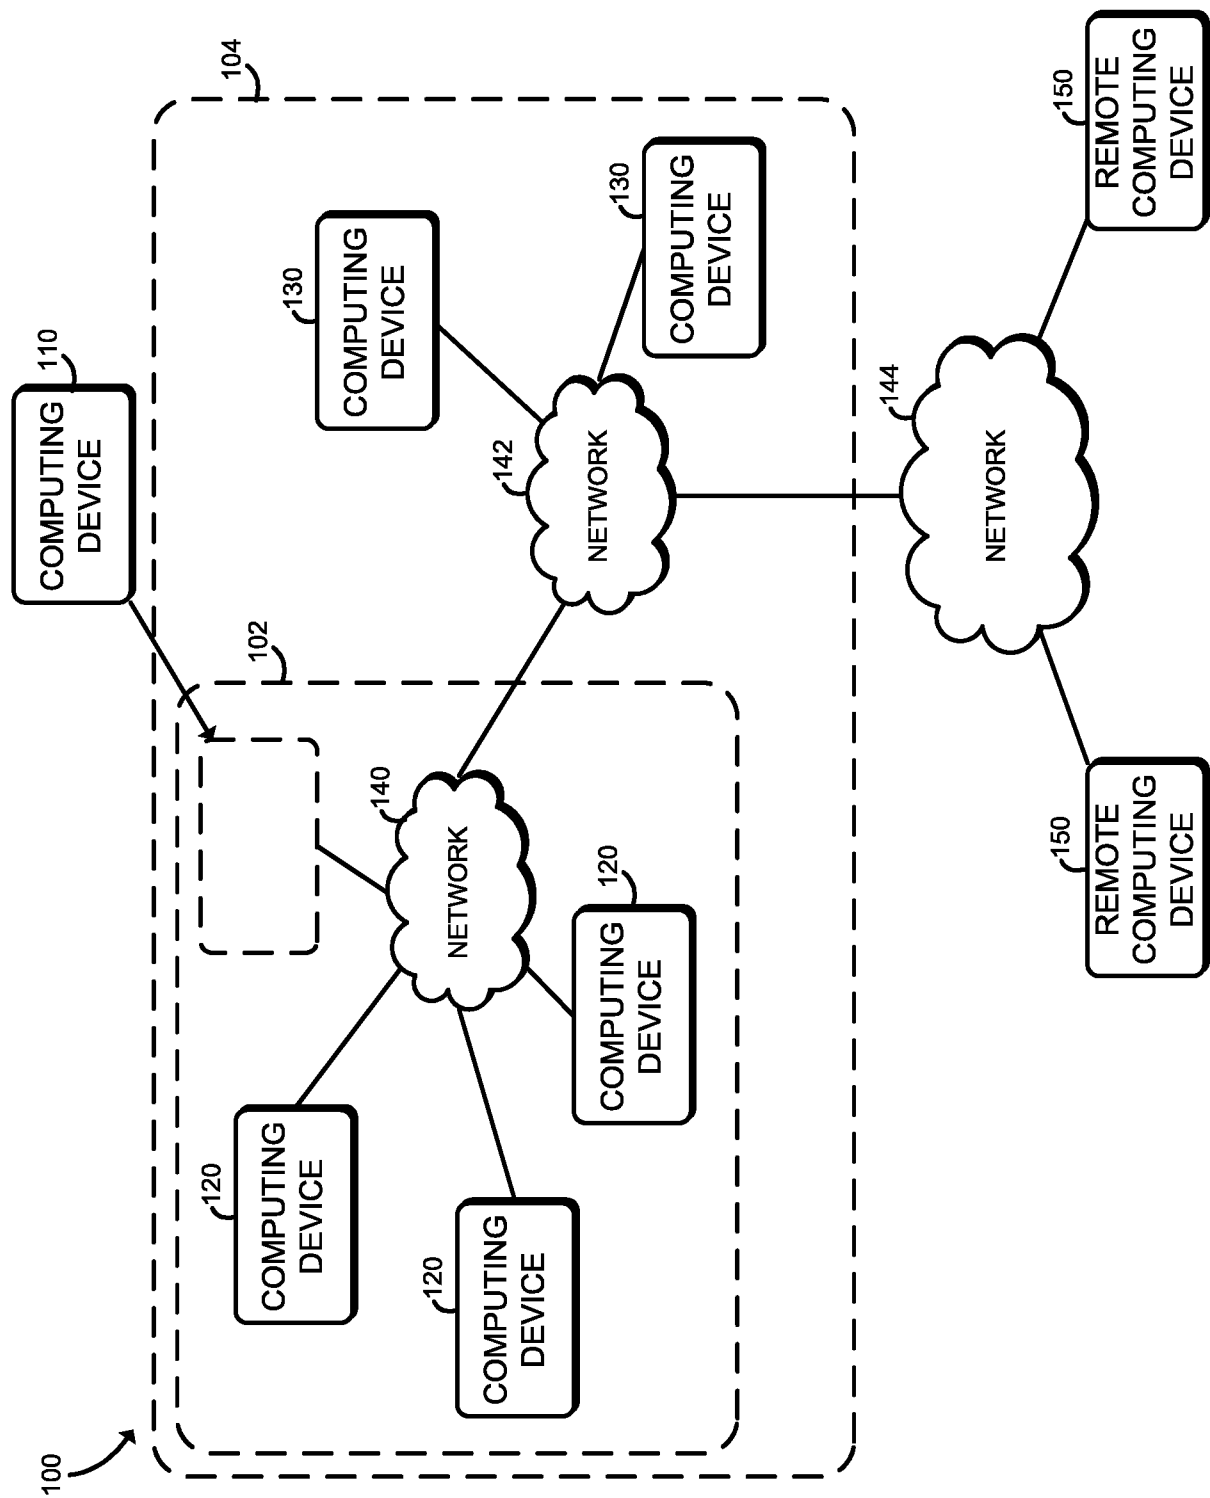 100
104
102
COMPUTING
DEVICE
110
120
COMPUTING
DEVICE
120
COMPUTING
DEVICE
120
COMPUTING
DEVICE
140
NETWORK
130
COMPUTING
DEVICE
130
COMPUTING
DEVICE
142
NETWORK
144
NETWORK
150
REMOTE
COMPUTING
DEVICE
150
REMOTE
COMPUTING
DEVICE